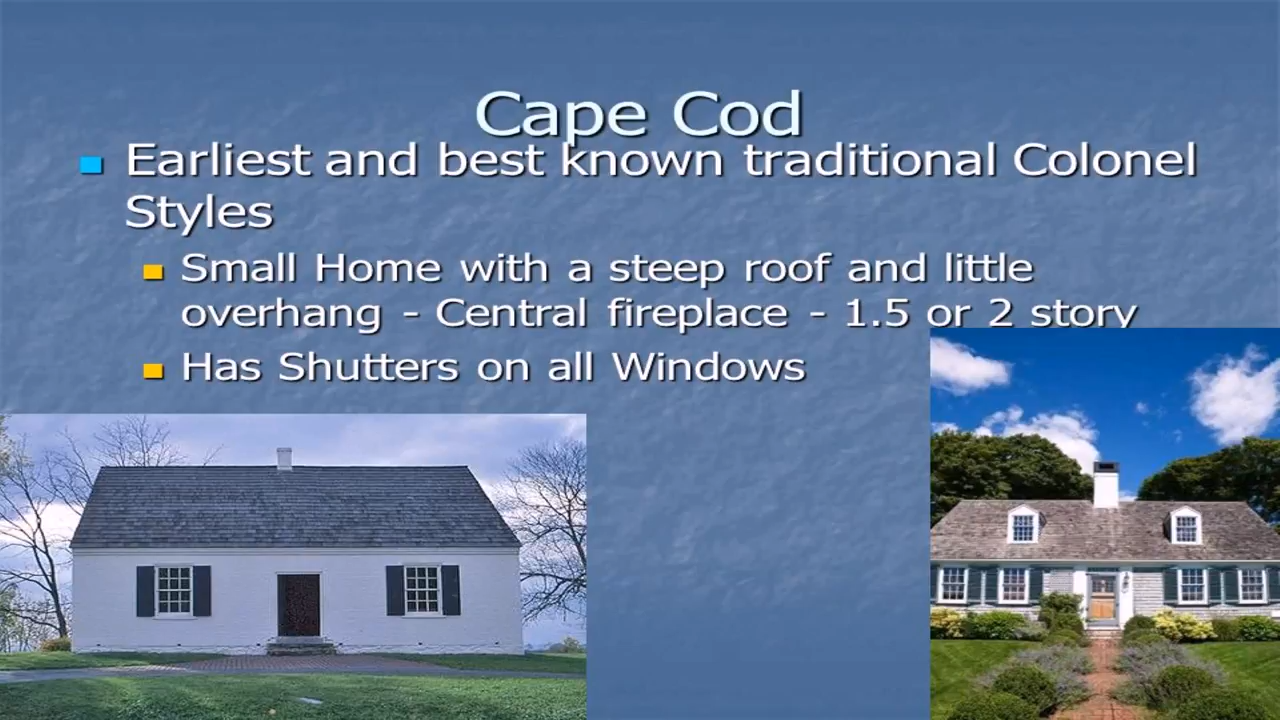 Cape Cod
Earliest and best known traditional Colonel
Styles
Small Home with a steep roof and little
overhang - Central fireplace - 1.5 or 2 story
Has Shutters on all Windows